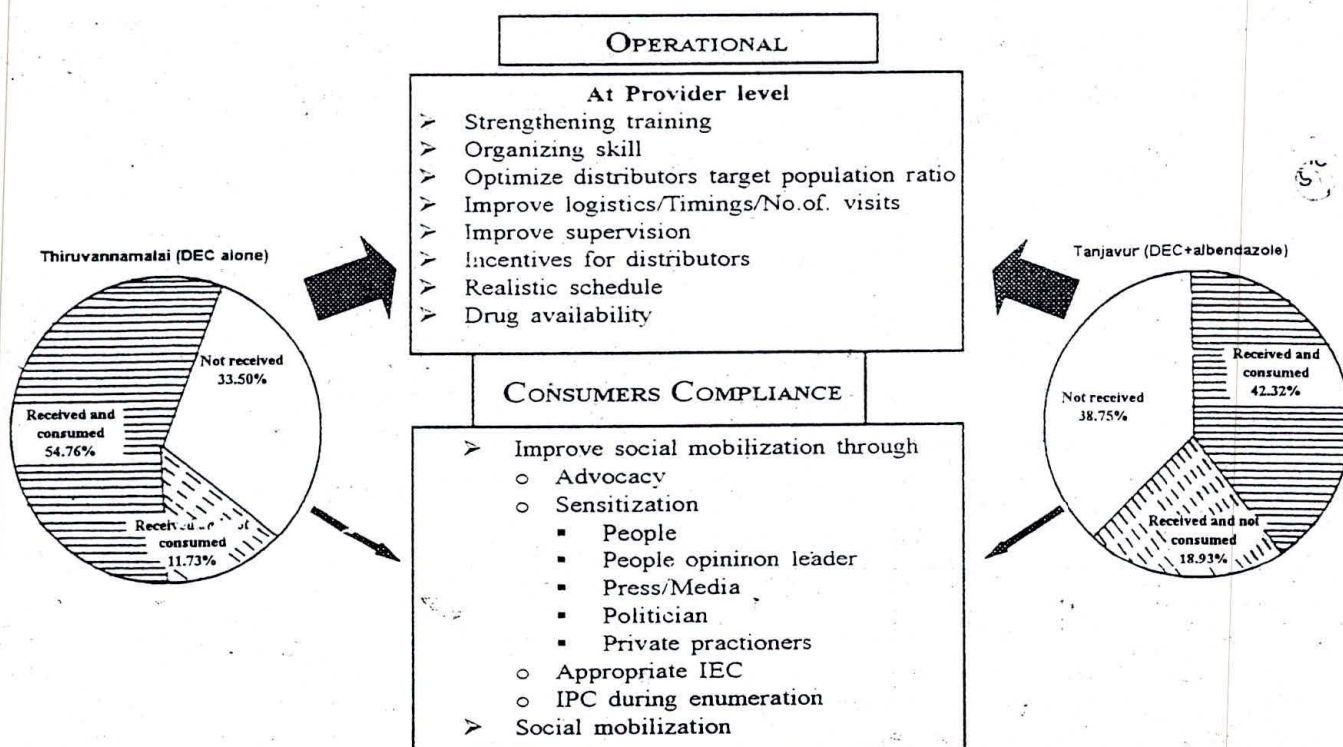 OPERATIONAL
At Provider level
➢ Strengthening training
➢ Organizing skill
➢ Optimize distributors target population ratio
➢ Improve logistics/Timings/No.of. visits
➢ Improve supervision
➢ Incentives for distributors
➢ Realistic schedule
➢ Drug availability
Thiruvannamalai (DEC alone)
Not received
33.50%
Received and
consumed
54.76%
Received not
consumed
11.73%
Tanjavur (DEC+albendazole)
Received and
consumed
42.32%
Not received
38.75%
Received and not
consumed
18.93%
CONSUMERS COMPLIANCE
➢ Improve social mobilization through
o Advocacy
o Sensitization
▪ People
▪ People opininon leader
▪ Press/Media
▪ Politician
▪ Private practioners
o Appropriate IEC
o IPC during enumeration
➢ Social mobilization